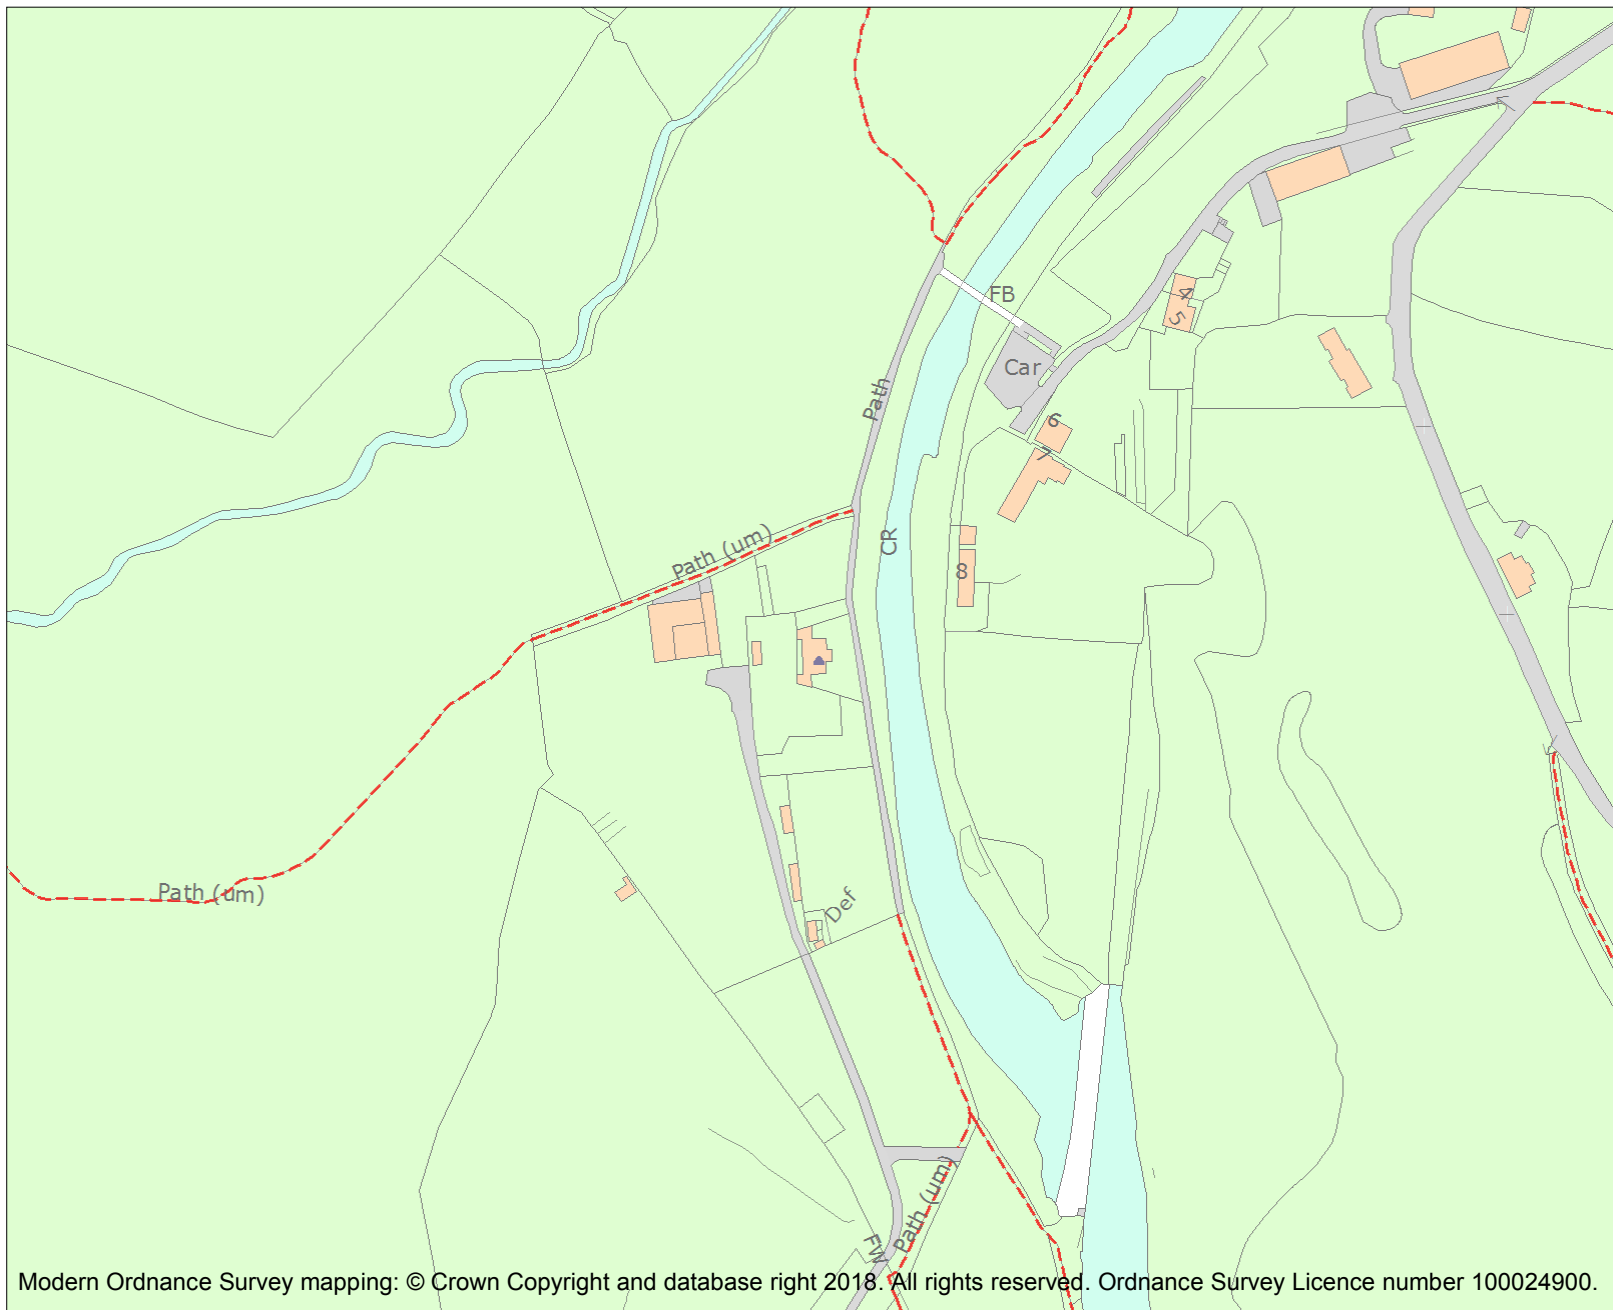 FB
4
5
Car
Path
6
7
CR
Path (um)
8
Path (um)
Def
Path (um)
FW
Modern Ordnance Survey mapping: © Crown Copyright and database right 2018. All rights reserved. Ordnance Survey Licence number 100024900.